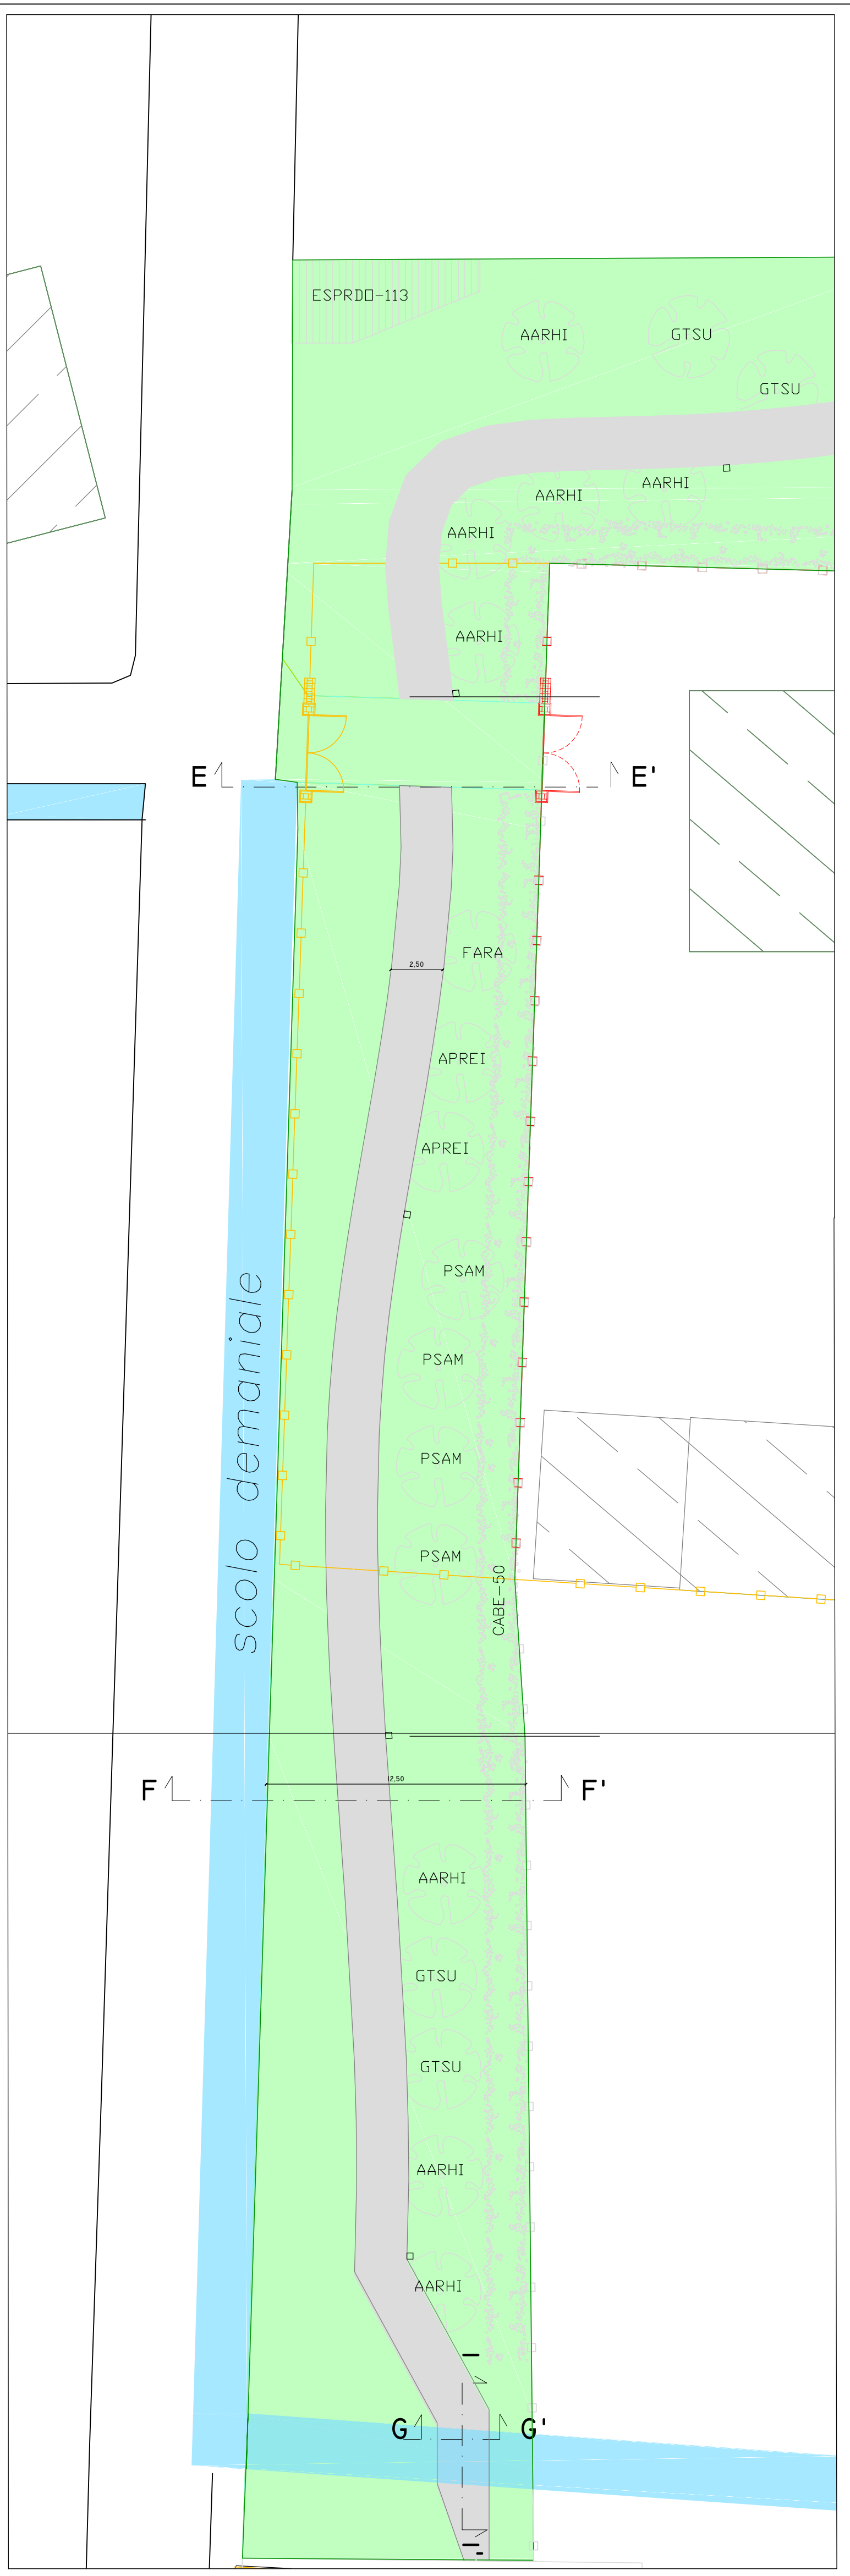 ESPRDO-113
AARHI
GTSU
GTSU
AARHI
AARHI
AARHI
AARHI
E
E'
FARA
2,50
APREI
APREI
PSAM
scolo demaniale
PSAM
PSAM
PSAM
CABE-50
F
12,50
F'
AARHI
GTSU
GTSU
AARHI
AARHI
I
G
G'
I'